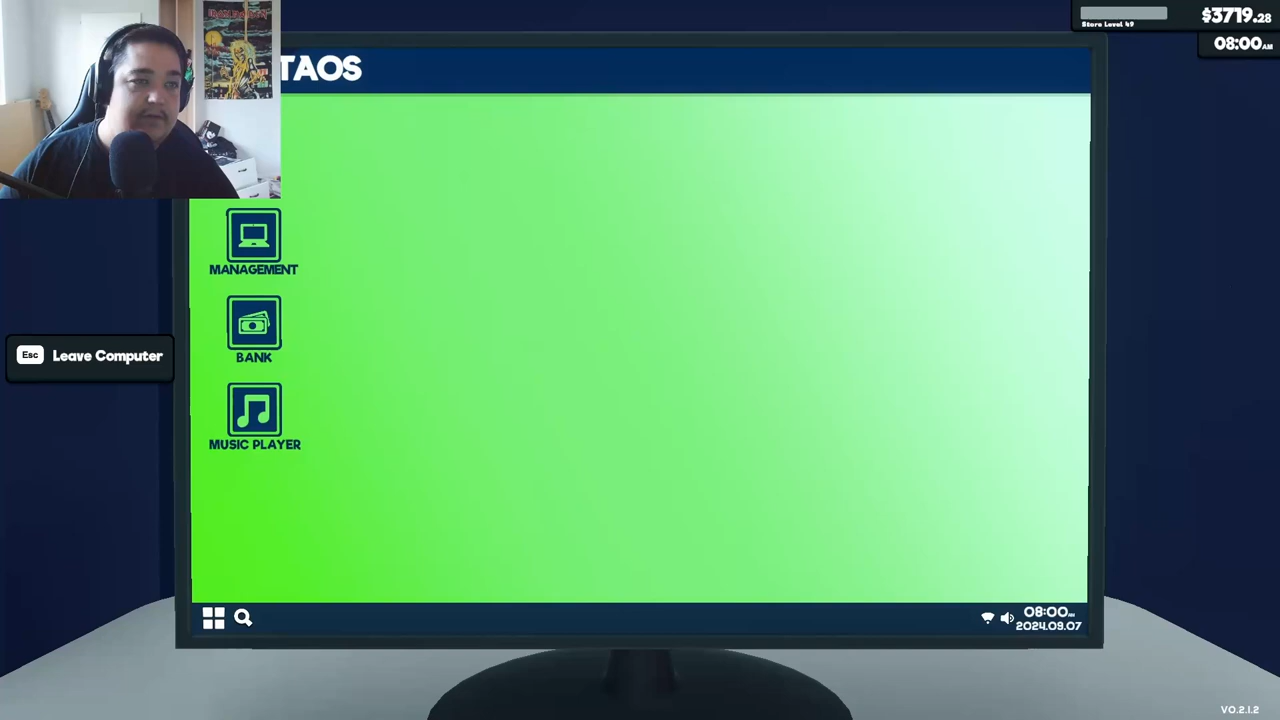 $3719.28
Store Level 49
08:00AM
TAOS
MANAGEMENT
BANK
MUSIC PLAYER
Esc Leave Computer
08:00AM
2024.09.07
V0.2.1.2